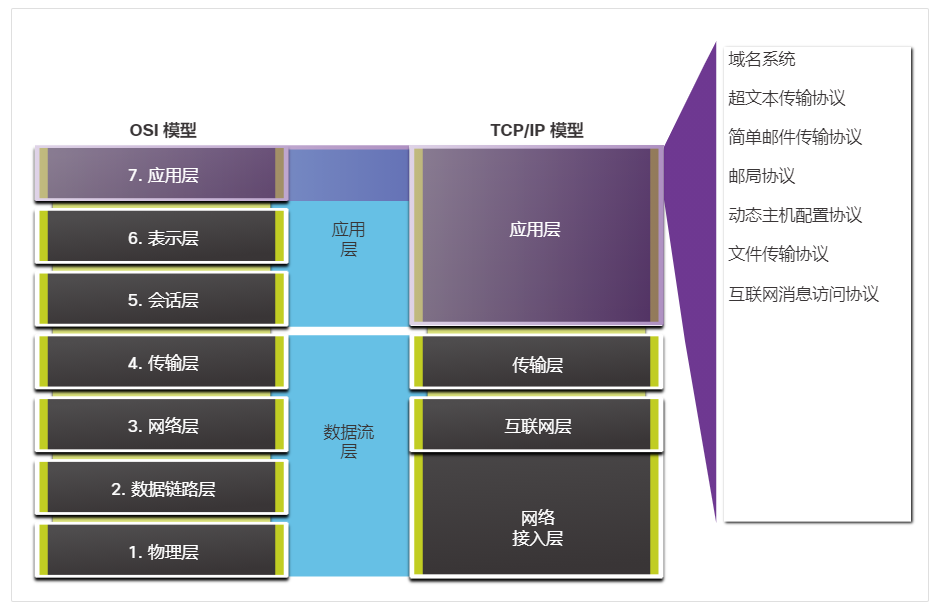 OSI 模型
7. 应用层
6. 表示层
5. 会话层
4. 传输层
3. 网络层
2. 数据链路层
1. 物理层
应用
层
数据流
层
TCP/IP 模型
应用层
传输层
互联网层
网络
接入层
域名系统
超文本传输协议
简单邮件传输协议
邮局协议
动态主机配置协议
文件传输协议
互联网消息访问协议